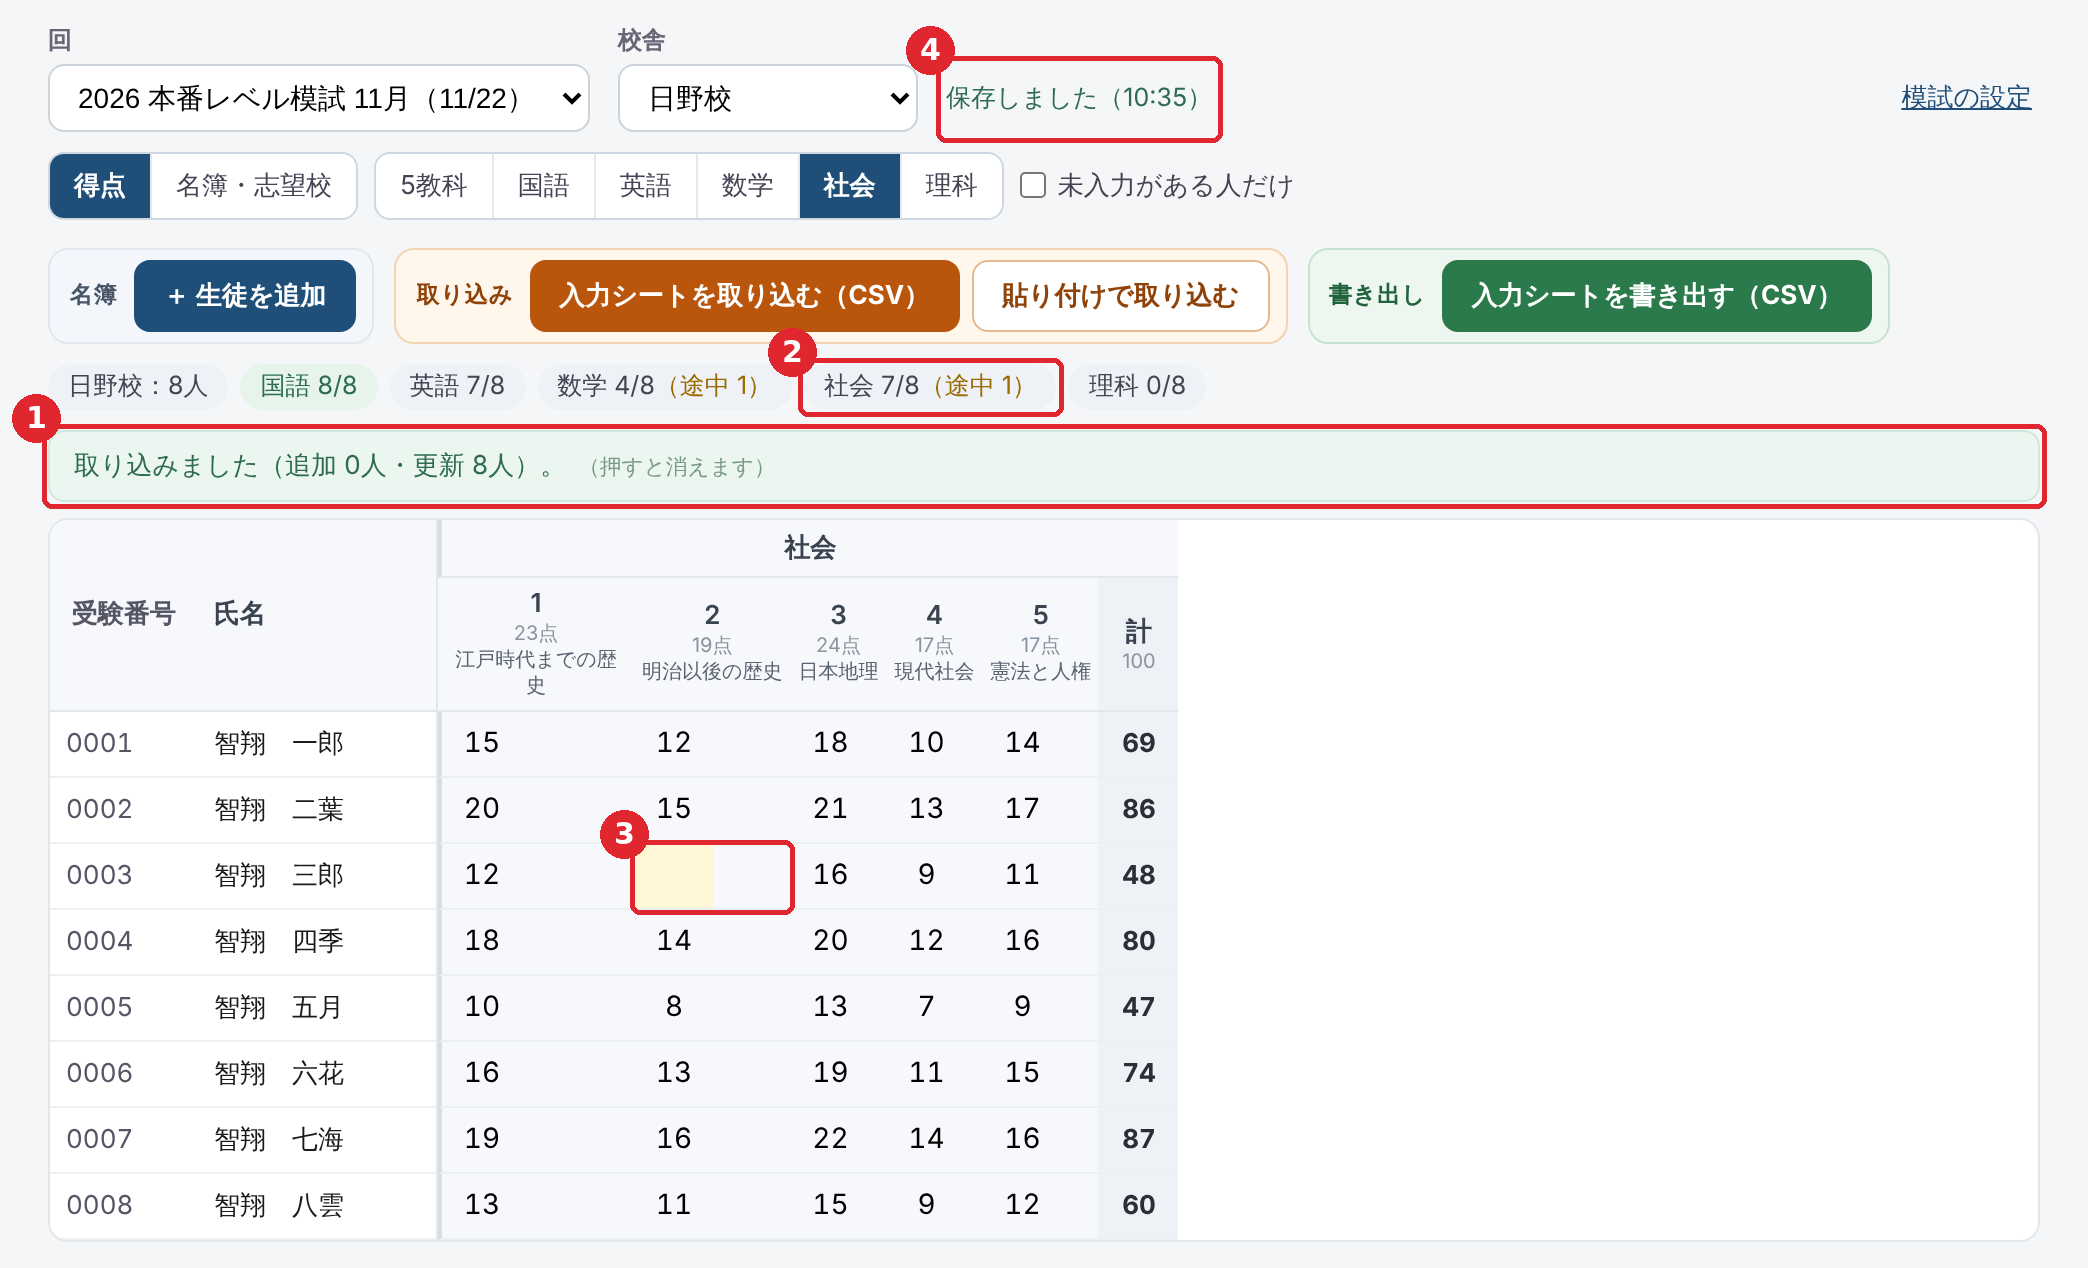 回 校舎
4
2026 本番レベル模試 11月（11/22） 日野校 保存しました（10:35） 模試の設定
得点 名簿・志望校 5教科 国語 英語 数学 社会 理科 未入力がある人だけ
名簿 ＋ 生徒を追加 取り込み 入力シートを取り込む（CSV） 貼り付けで取り込む 書き出し 入力シートを書き出す（CSV）
2
日野校：8人 国語 8/8 英語 7/8 数学 4/8（途中 1） 社会 7/8（途中 1） 理科 0/8
1
取り込みました（追加 0人・更新 8人）。 （押すと消えます）
社会
受験番号 氏名
1
23点
江戸時代までの歴
史
2
19点
明治以後の歴史
3
24点
日本地理
4
17点
現代社会
5
17点
憲法と人権
計
100
0001 智翔　一郎 15 12 18 10 14 69
0002 智翔　二葉 20 15 21 13 17 86
3
0003 智翔　三郎 12 16 9 11 48
0004 智翔　四季 18 14 20 12 16 80
0005 智翔　五月 10 8 13 7 9 47
0006 智翔　六花 16 13 19 11 15 74
0007 智翔　七海 19 16 22 14 16 87
0008 智翔　八雲 13 11 15 9 12 60